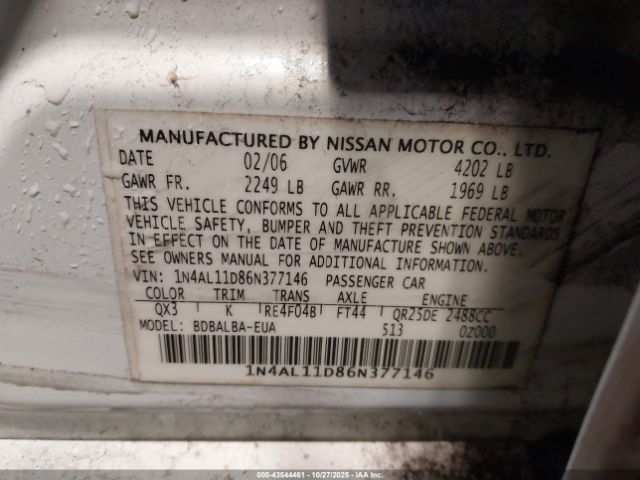 MANUFACTURED BY NISSAN MOTOR CO., LTD.
DATE 02/06 GVWR 4202 LB
GAWR FR. 2249 LB GAWR RR. 1969 LB
THIS VEHICLE CONFORMS TO ALL APPLICABLE FEDERAL MOTOR
VEHICLE SAFETY, BUMPER AND THEFT PREVENTION STANDARDS
IN EFFECT ON THE DATE OF MANUFACTURE SHOWN ABOVE.
SEE OWNERS MANUAL FOR ADDITIONAL INFORMATION.
VIN: 1N4AL11D86N377146 PASSENGER CAR
COLOR TRIM TRANS AXLE ENGINE
QX3 K RE4F04B FT44 QR25DE 2488CC
MODEL: BDBALBA-EUA 513 0Z000
1N4AL11D86N377146
000-43544461 | 10/27/2025 | IAA Inc.